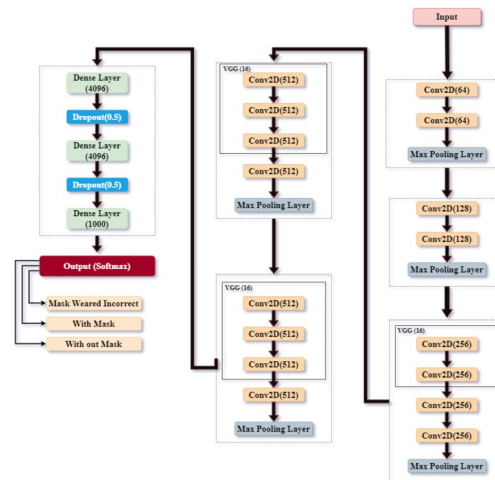 Input
Conv2D(64)
Conv2D(64)
Max Pooling Layer
Conv2D(128)
Conv2D(128)
Max Pooling Layer
VGG (16)
Conv2D(256)
Conv2D(256)
Conv2D(256)
Conv2D(256)
Max Pooling Layer
VGG (16)
Conv2D(512)
Conv2D(512)
Conv2D(512)
Conv2D(512)
Max Pooling Layer
VGG (16)
Conv2D(512)
Conv2D(512)
Conv2D(512)
Conv2D(512)
Max Pooling Layer
Dense Layer
(4096)
Dropout(0.5)
Dense Layer
(4096)
Dropout(0.5)
Dense Layer
(1000)
Output (Softmax)
Mask Weared Incorrect
With Mask
With out Mask